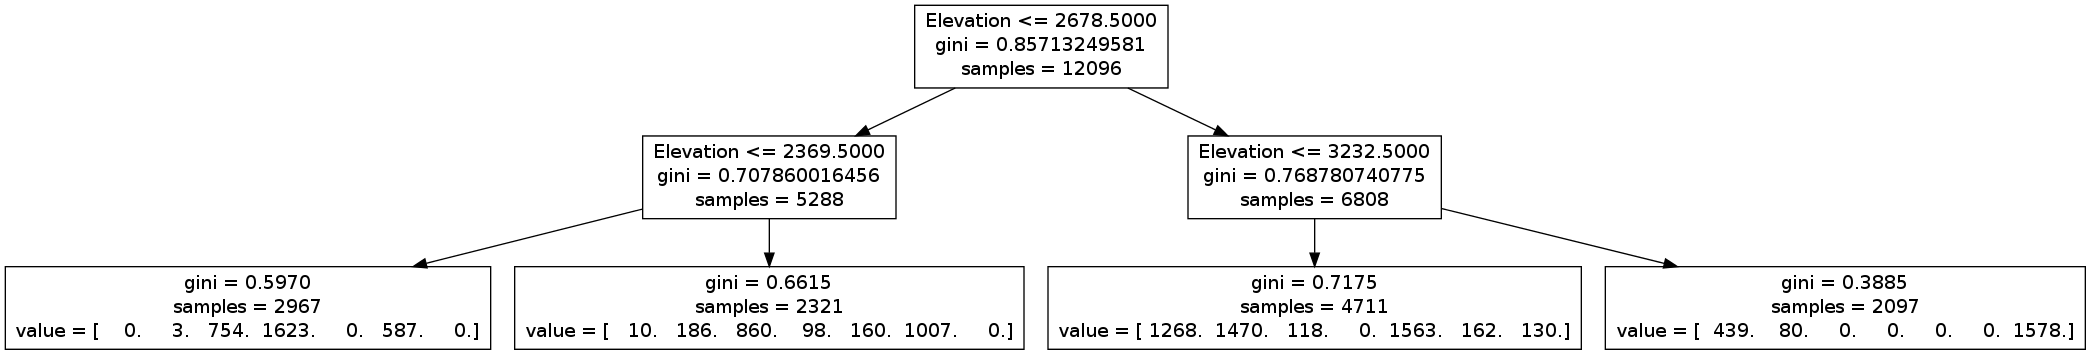 Elevation <= 2678.5000
gini = 0.85713249581
samples = 12096
Elevation <= 2369.5000
gini = 0.707860016456
samples = 5288
Elevation <= 3232.5000
gini = 0.768780740775
samples = 6808
gini = 0.5970
samples = 2967
value = [    0.     3.   754.  1623.     0.   587.     0.]
gini = 0.6615
samples = 2321
value = [   10.   186.   860.    98.   160.  1007.     0.]
gini = 0.7175
samples = 4711
value = [ 1268.  1470.   118.     0.  1563.   162.   130.]
gini = 0.3885
samples = 2097
value = [  439.    80.     0.     0.     0.     0.  1578.]